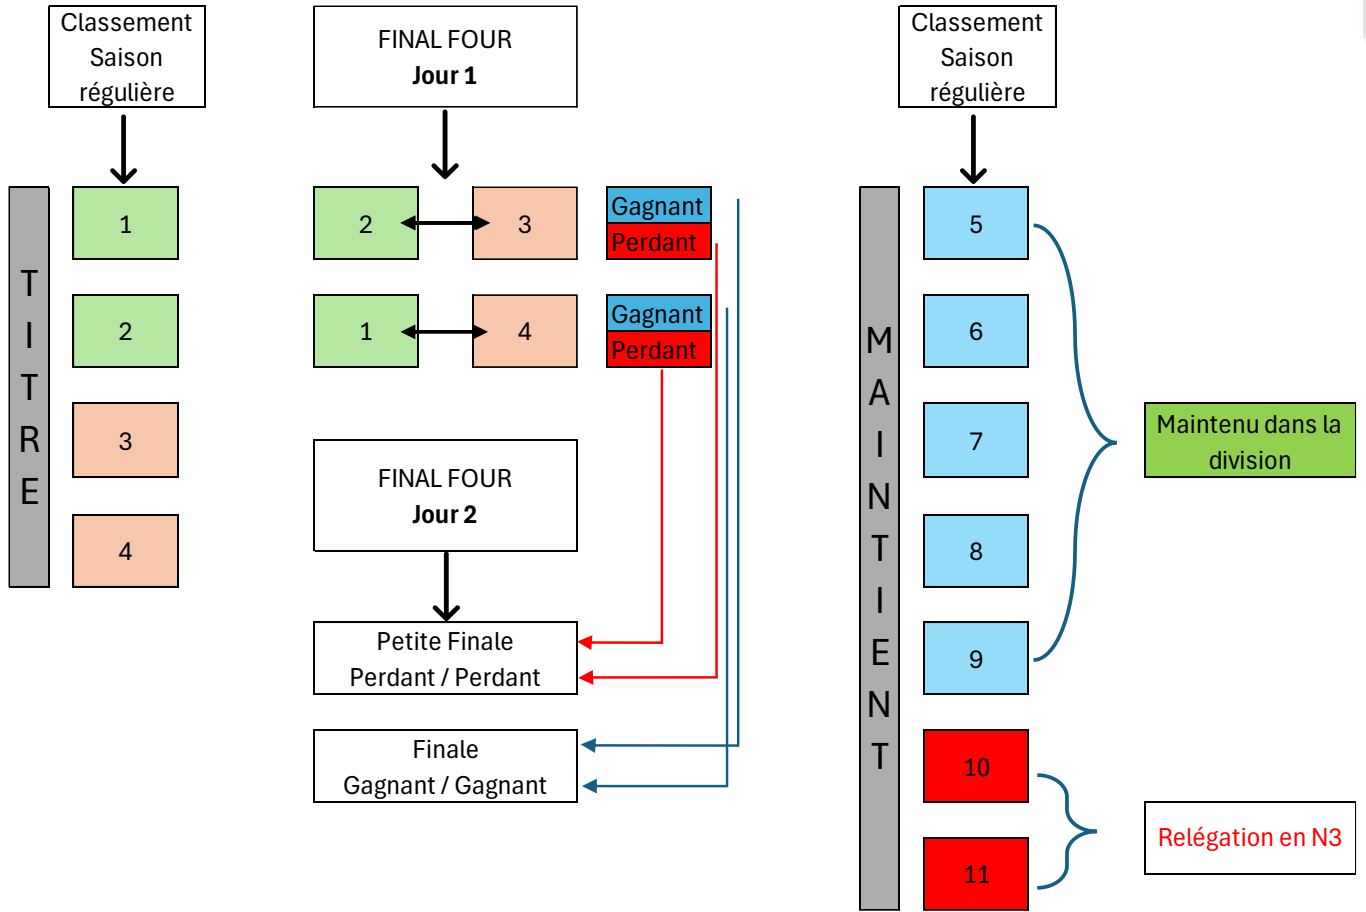 Classement
Saison
régulière
TITRE
1
2
3
4
FINAL FOUR
Jour 1
2
3
Gagnant
Perdant
1
4
Gagnant
Perdant
FINAL FOUR
Jour 2
Petite Finale
Perdant / Perdant
Finale
Gagnant / Gagnant
Classement
Saison
régulière
MAINTIENT
5
6
7
8
9
10
11
Maintenu dans la
division
Relégation en N3